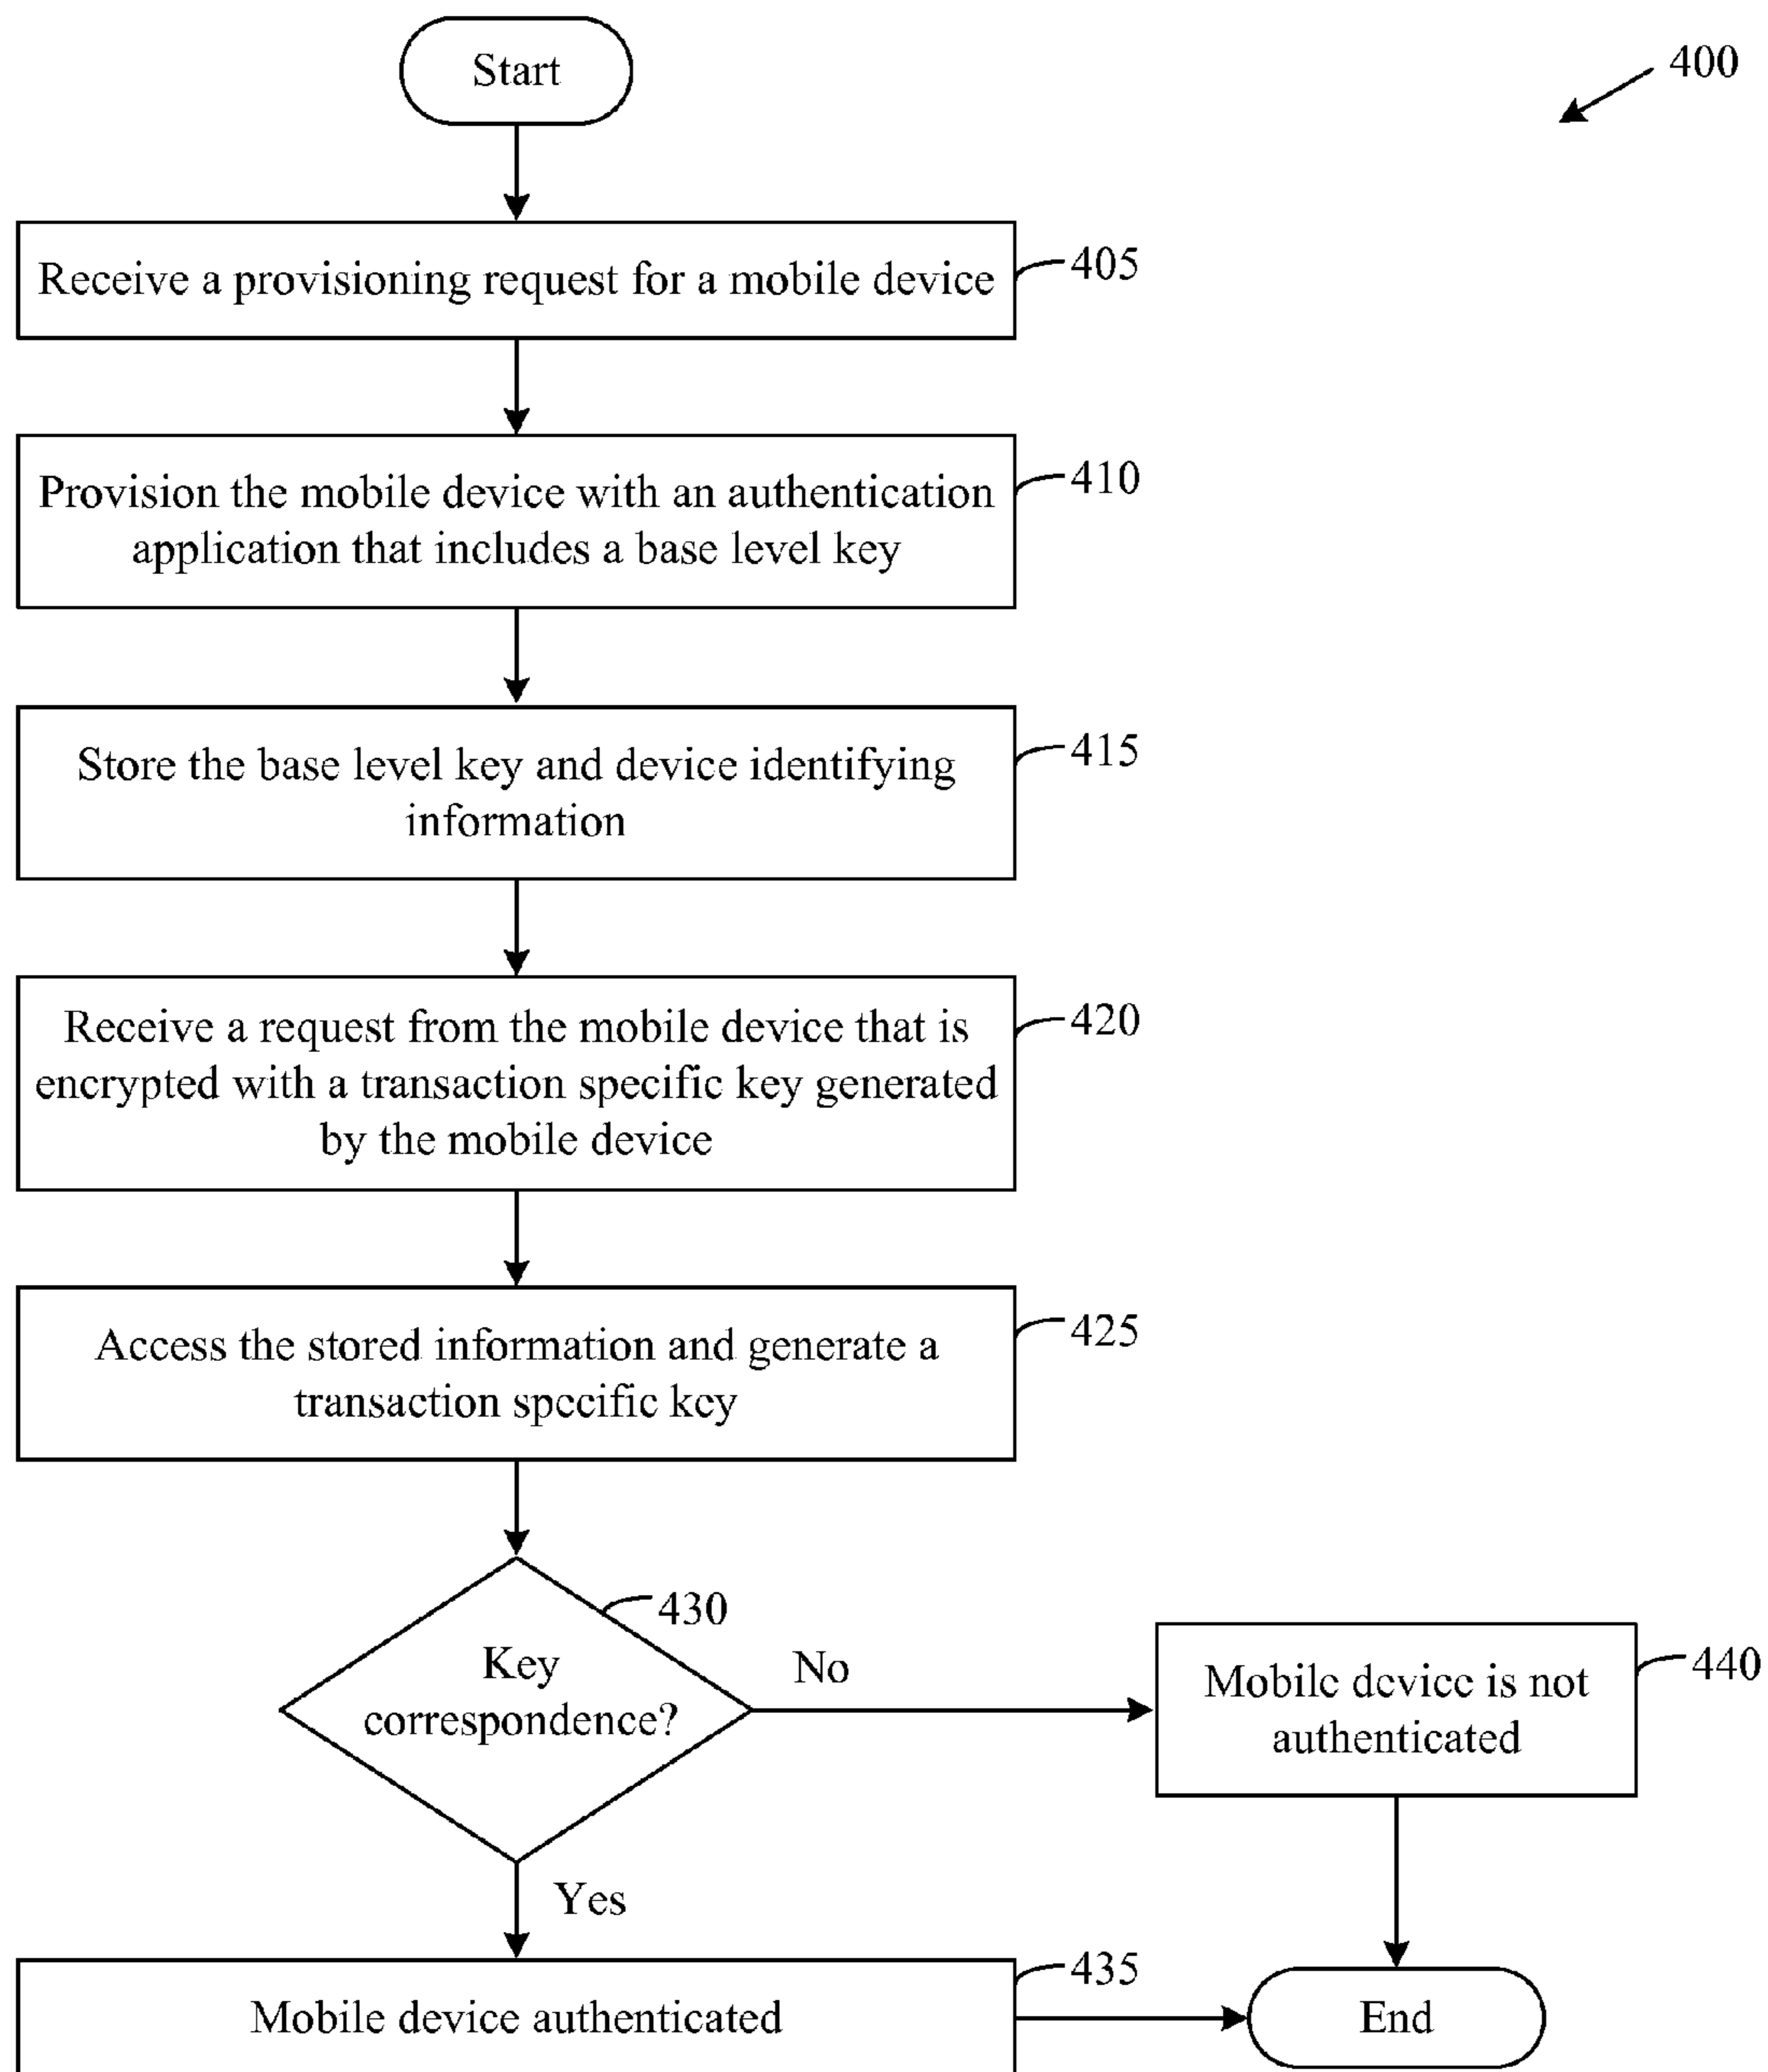 Start
400
Receive a provisioning request for a mobile device
405
Provision the mobile device with an authentication
application that includes a base level key
410
Store the base level key and device identifying
information
415
Receive a request from the mobile device that is
encrypted with a transaction specific key generated
by the mobile device
420
Access the stored information and generate a
transaction specific key
425
430
Key
correspondence?
No
Mobile device is not
authenticated
440
Yes
Mobile device authenticated
435
End